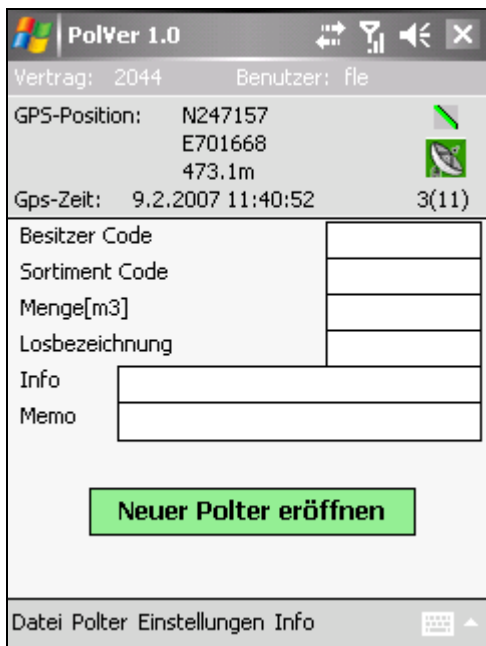 PolVer 1.0
Vertrag: 2044 Benutzer: fle
GPS-Position: N247157
E701668
473.1m
Gps-Zeit: 9.2.2007 11:40:52 3(11)
Besitzer Code
Sortiment Code
Menge[m3]
Losbezeichnung
Info
Memo
Neuer Polter eröffnen
Datei Polter Einstellungen Info